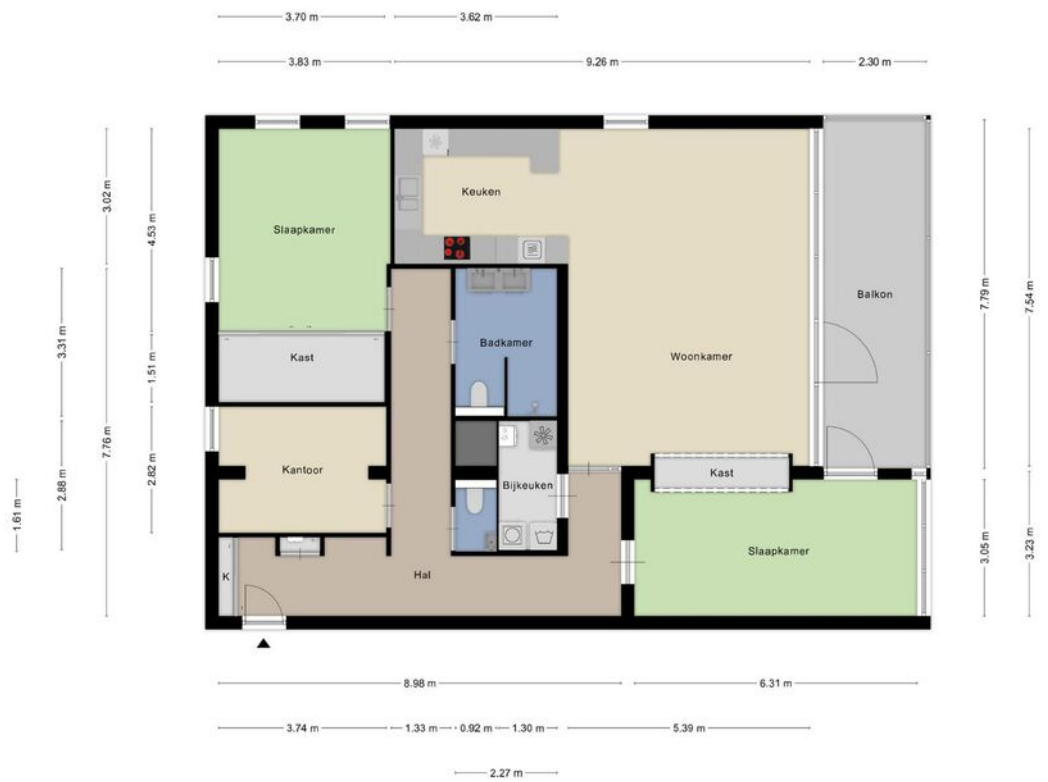 3.70 m
3.62 m
3.83 m
9.26 m
2.30 m
3.02 m
4.53 m
Keuken
Slaapkamer
7.79 m
7.54 m
Balkon
3.31 m
1.51 m
Kast
Badkamer
Woonkamer
7.76 m
2.82 m
2.88 m
1.61 m
Kantoor
Bijkeuken
Kast
Slaapkamer
3.05 m
3.23 m
K
Hal
8.98 m
6.31 m
3.74 m
1.33 m
0.92 m
1.30 m
5.39 m
2.27 m